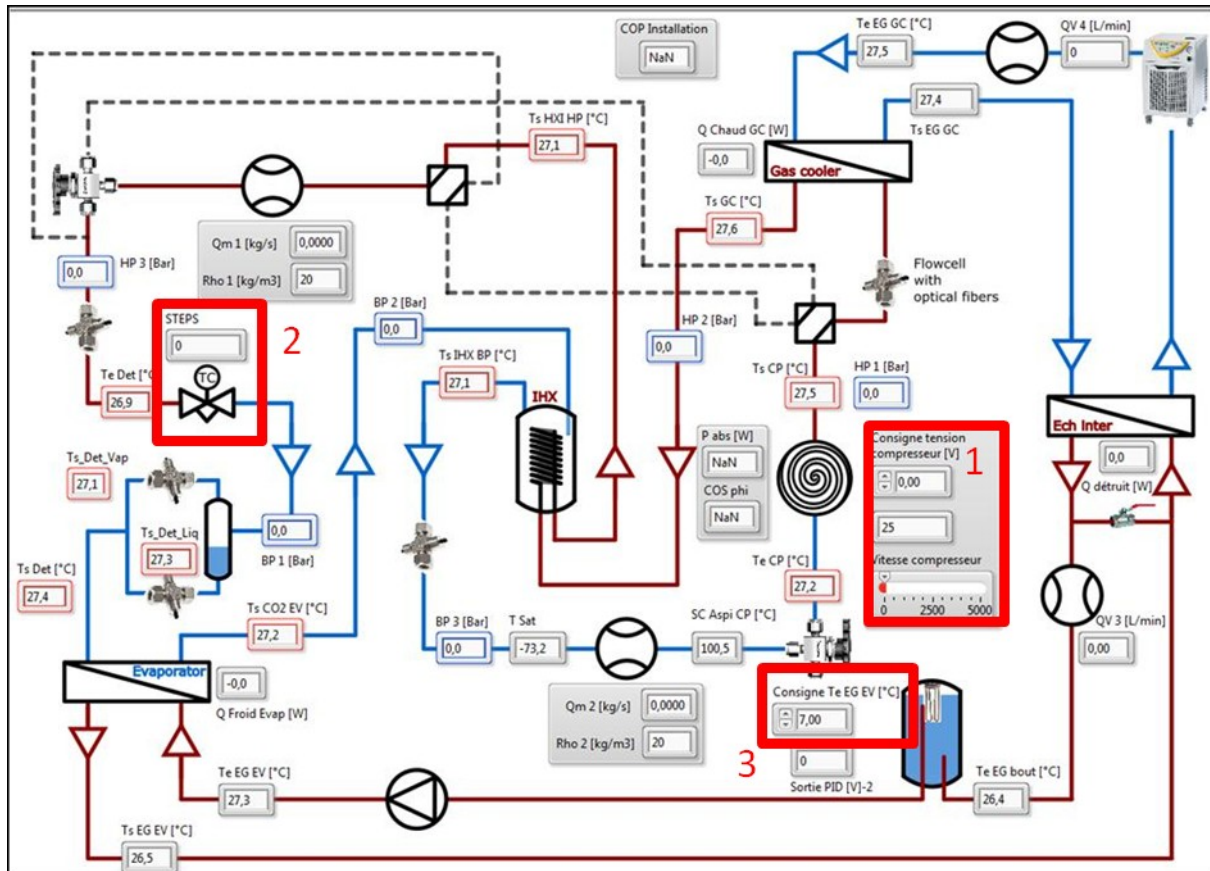 COP Installation
NaN
Te EG GC [°C]
27,5
QV 4 [L/min]
0
27,4
Ts EG GC
Ts HXI HP [°C]
27,1
Q Chaud GC [W]
-0,0
Gas cooler
Ts GC [°C]
27,6
Qm 1 [kg/s]
0,0000
Rho 1 [kg/m3]
20
HP 3 [Bar]
0,0
Flowcell
with
optical fibers
STEPS
0
2
TC
BP 2 [Bar]
0,0
HP 2 [Bar]
0,0
Te Det [°C]
26,9
Ts IHX BP [°C]
27,1
IHX
Ts CP [°C]
27,5
HP 1 [Bar]
0,0
P abs [W]
NaN
COS phi
NaN
Consigne tension
compresseur [V]
1
0,00
25
Vitesse compresseur
0 2500 5000
Ech Inter
0,0
Q détruit [W]
Ts_Det_Vap
27,1
Ts_Det_Liq
27,3
0,0
BP 1 [Bar]
Ts Det [°C]
27,4
Ts CO2 EV [°C]
27,2
Te CP [°C]
27,2
QV 3 [L/min]
0,00
BP 3 [Bar]
0,0
T Sat
-73,2
SC Aspi CP [°C]
100,5
Evaporator
-0,0
Q Froid Evap [W]
Qm 2 [kg/s]
0,0000
Rho 2 [kg/m3]
20
Consigne Te EG EV [°C]
7,00
3
0
Sortie PID [V]-2
Te EG EV [°C]
27,3
Te EG bout [°C]
26,4
Ts EG EV [°C]
26,5